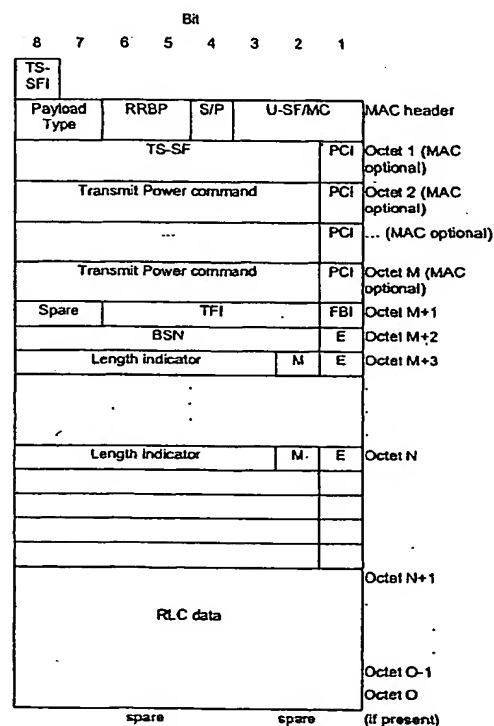 Bit
8 7 6 5 4 3 2 1
TS-
SFI
Payload Type RRBP S/P U-SF/MC MAC header
TS-SF PCI Octet 1 (MAC optional)
Transmit Power command PCI Octet 2 (MAC optional)
--- PCI ... (MAC optional)
Transmit Power command PCI Octet M (MAC optional)
Spare TFI FBI Octet M+1
BSN E Octet M+2
Length indicator M E Octet M+3
Length Indicator M E Octet N
Octet N+1
RLC data
Octet O-1
Octet O
spare spare (if present)